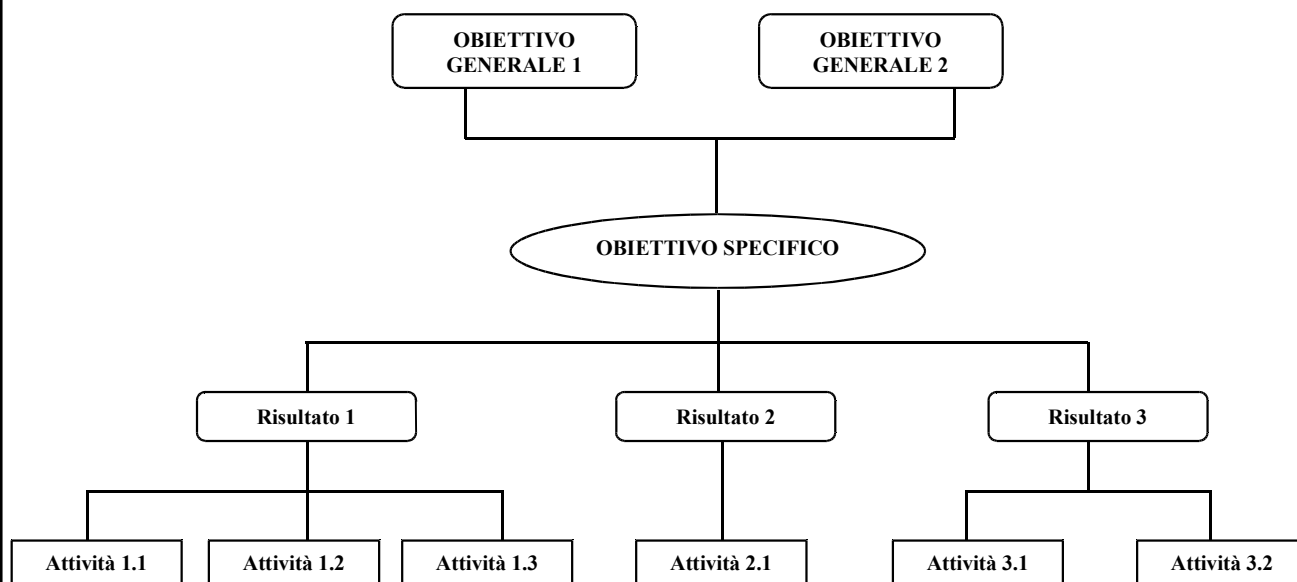 OBIETTIVO
GENERALE 1
OBIETTIVO
GENERALE 2
OBIETTIVO SPECIFICO
Risultato 1
Risultato 2
Risultato 3
Attività 1.1
Attività 1.2
Attività 1.3
Attività 2.1
Attività 3.1
Attività 3.2